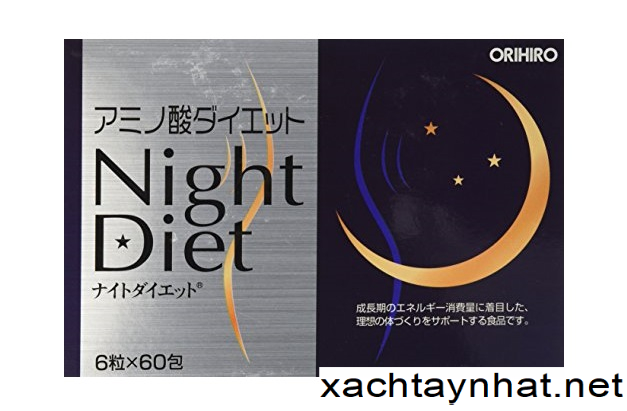 ORIHIRO
アミノ酸ダイエット
Night
Diet
ナイトダイエット®
6粒×60包
成長期のエネルギー消費量に着目した、
理想の体づくりをサポートする食品です。
xachtaynhat.net